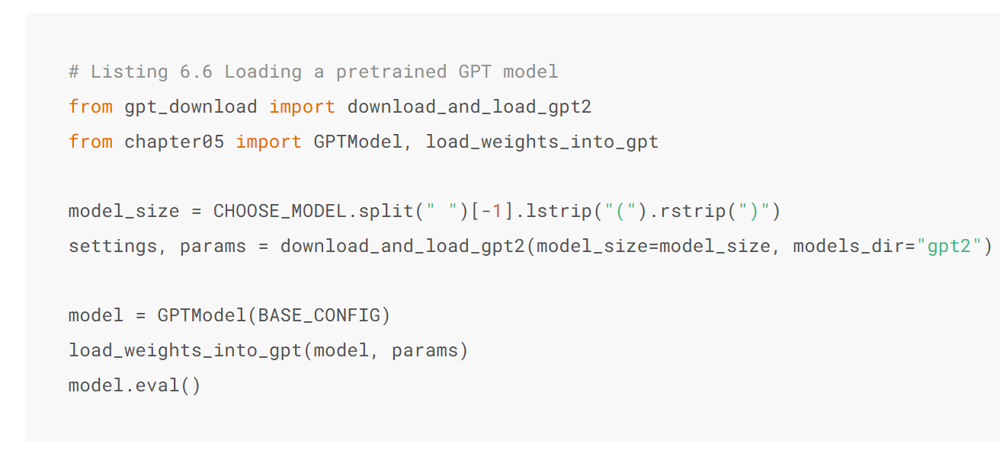 # Listing 6.6 Loading a pretrained GPT model
from gpt_download import download_and_load_gpt2
from chapter05 import GPTModel, load_weights_into_gpt
model_size = CHOOSE_MODEL.split(" ")[-1].lstrip("(").rstrip(")")
settings, params = download_and_load_gpt2(model_size=model_size, models_dir="gpt2")
model = GPTModel(BASE_CONFIG)
load_weights_into_gpt(model, params)
model.eval()